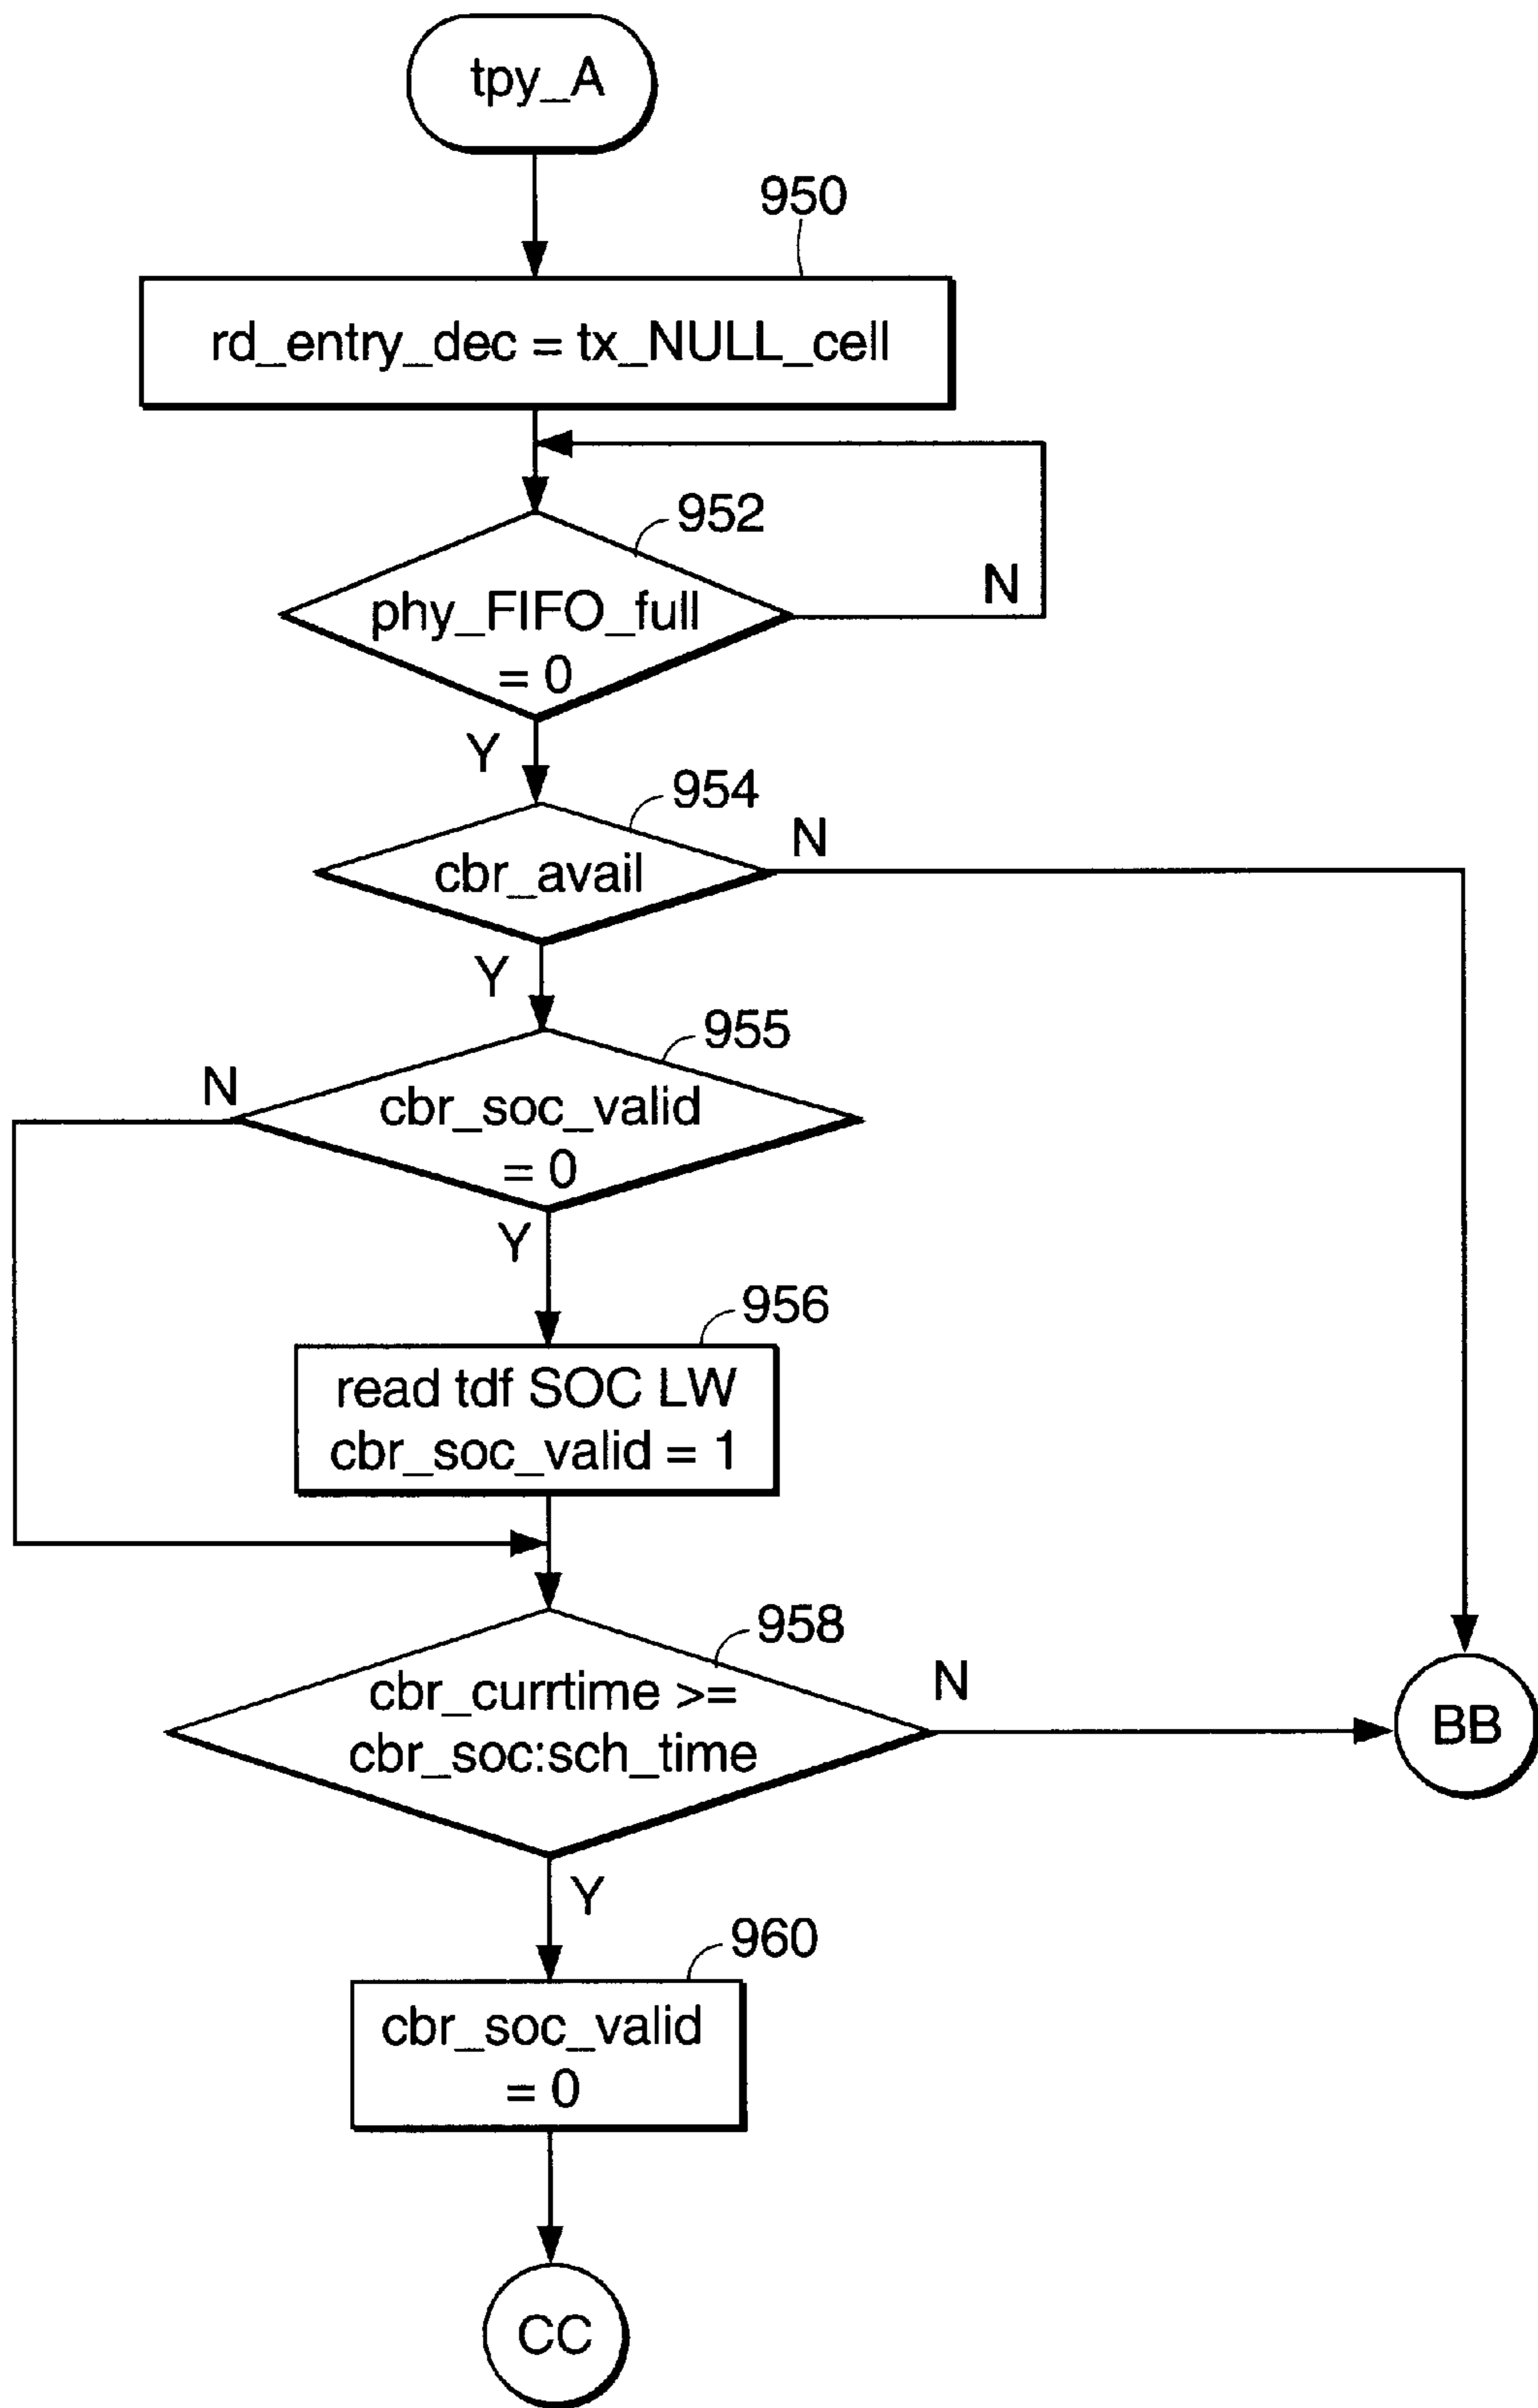 tpy_A
950
rd_entry_dec = tx_NULL_cell
952
phy_FIFO_full
= 0
N
Y
954
cbr_avail
N
Y
955
cbr_soc_valid
= 0
N
Y
956
read tdf SOC LW
cbr_soc_valid = 1
958
cbr_currtime >=
cbr_soc:sch_time
N
BB
Y
960
cbr_soc_valid
= 0
CC